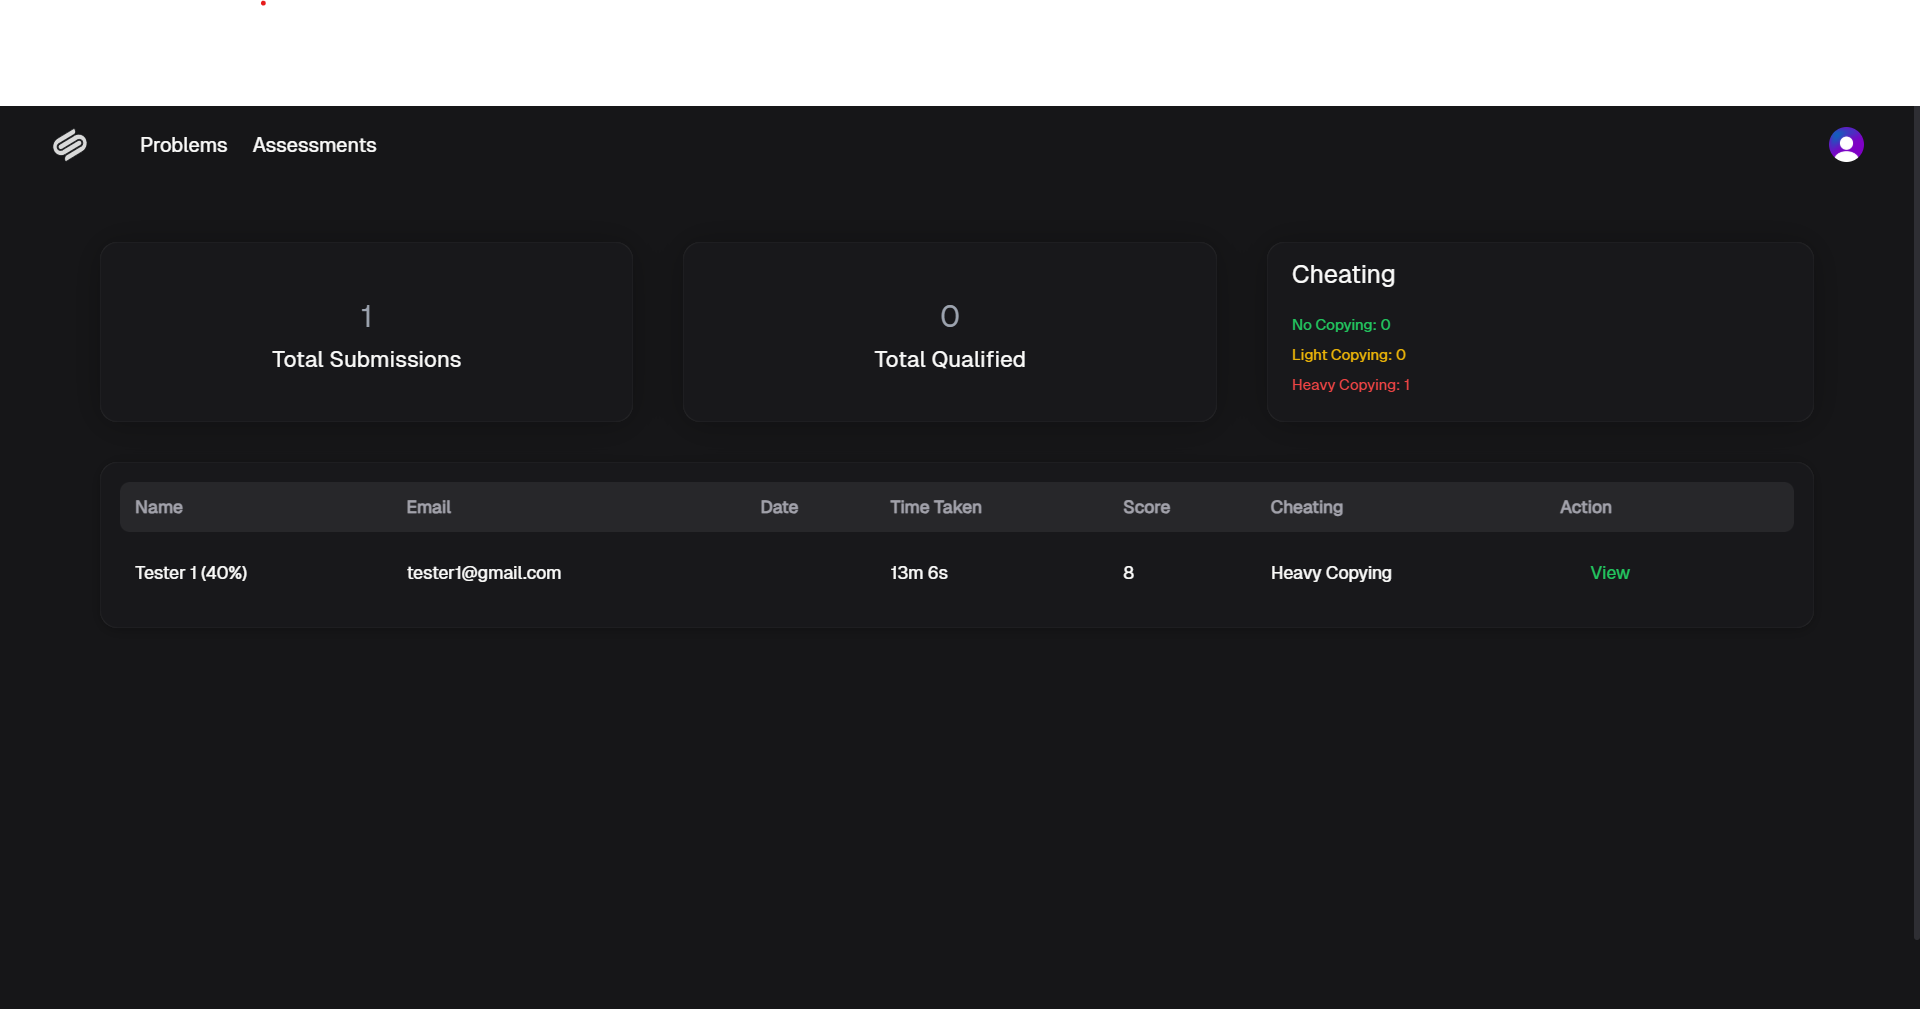 Problems Assessments
1
Total Submissions
0
Total Qualified
Cheating
No Copying: 0
Light Copying: 0
Heavy Copying: 1
Name Email Date Time Taken Score Cheating Action
Tester 1 (40%) tester1@gmail.com 13m 6s 8 Heavy Copying View